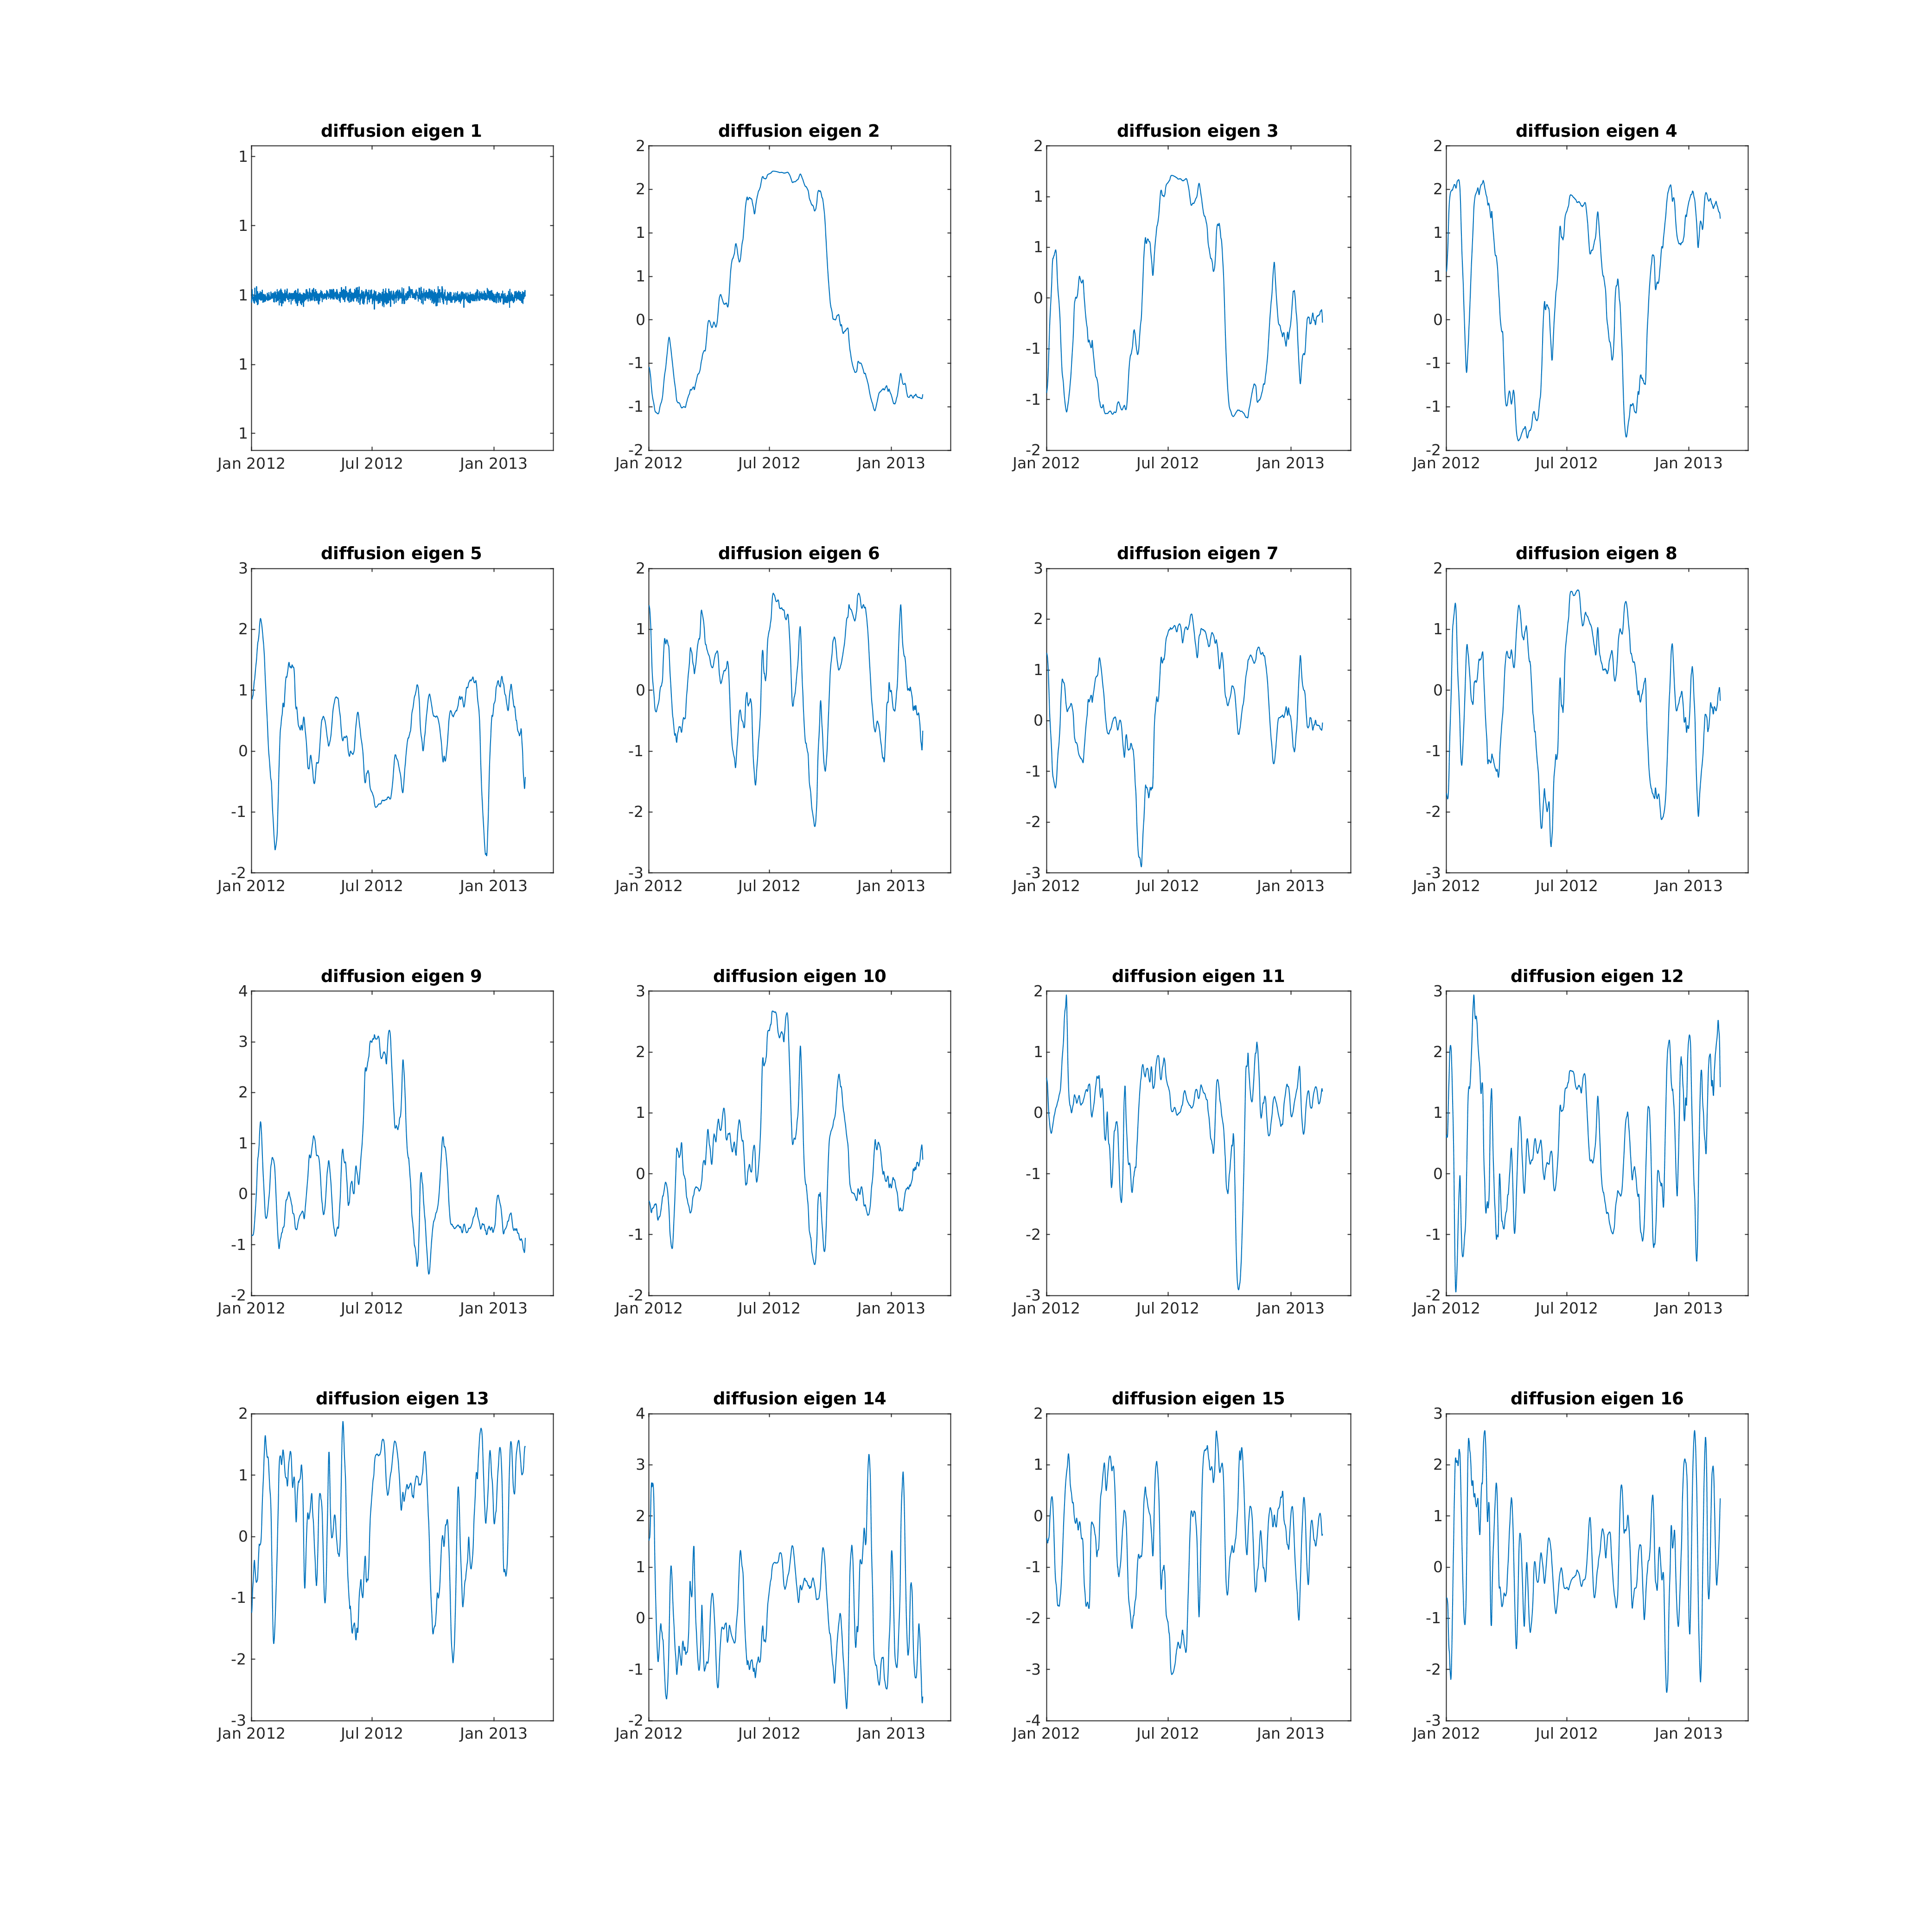 diffusion eigen 1 diffusion eigen 2 diffusion eigen 3 diffusion eigen 4
1 2 2 2
1 2 1 2
1 1 1 1
1 1 0 1
1 0 -1 0
-1 -1 -1
-1 -2 -1
-2 -2
Jan 2012 Jul 2012 Jan 2013 Jan 2012 Jul 2012 Jan 2013 Jan 2012 Jul 2012 Jan 2013 Jan 2012 Jul 2012 Jan 2013
diffusion eigen 5 diffusion eigen 6 diffusion eigen 7 diffusion eigen 8
3 2 3 2
2 1 2 1
1 0 1 0
0 -1 0 -1
-1 -2 -1 -2
-2 -3 -2 -3
-3
Jan 2012 Jul 2012 Jan 2013 Jan 2012 Jul 2012 Jan 2013 Jan 2012 Jul 2012 Jan 2013 Jan 2012 Jul 2012 Jan 2013
diffusion eigen 9 diffusion eigen 10 diffusion eigen 11 diffusion eigen 12
4 3 2 3
3 2 1 2
2 1 0 1
1 0 -1 0
0 -1 -2 -1
-1 -2 -3 -2
-2
Jan 2012 Jul 2012 Jan 2013 Jan 2012 Jul 2012 Jan 2013 Jan 2012 Jul 2012 Jan 2013 Jan 2012 Jul 2012 Jan 2013
diffusion eigen 13 diffusion eigen 14 diffusion eigen 15 diffusion eigen 16
2 4 2 3
1 3 1 2
0 2 0 1
-1 1 -1 0
-2 0 -2 -1
-3 -1 -3 -2
-2 -4 -3
Jan 2012 Jul 2012 Jan 2013 Jan 2012 Jul 2012 Jan 2013 Jan 2012 Jul 2012 Jan 2013 Jan 2012 Jul 2012 Jan 2013